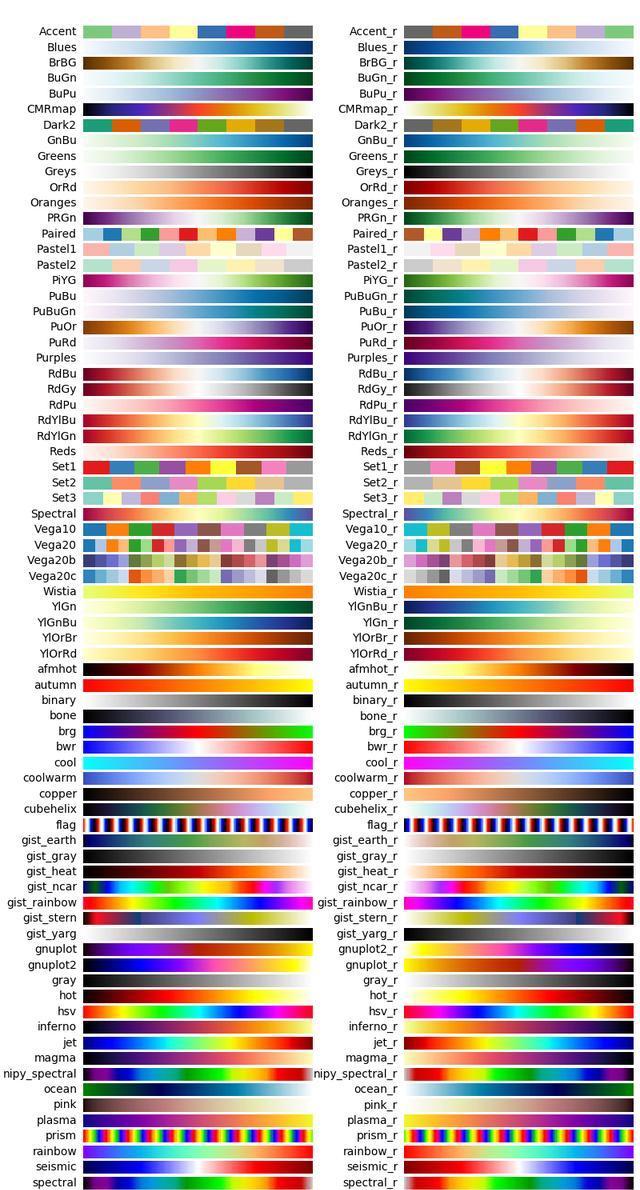 Accent Accent_r
Blues Blues_r
BrBG BrBG_r
BuGn BuGn_r
BuPu BuPu_r
CMRmap CMRmap_r
Dark2 Dark2_r
GnBu GnBu_r
Greens Greens_r
Greys Greys_r
OrRd OrRd_r
Oranges Oranges_r
PRGn PRGn_r
Paired Paired_r
Pastel1 Pastel1_r
Pastel2 Pastel2_r
PiYG PiYG_r
PuBu PuBuGn_r
PuBuGn PuBu_r
PuOr PuOr_r
PuRd PuRd_r
Purples Purples_r
RdBu RdBu_r
RdGy RdGy_r
RdPu RdPu_r
RdYlBu RdYlBu_r
RdYlGn RdYlGn_r
Reds Reds_r
Set1 Set1_r
Set2 Set2_r
Set3 Set3_r
Spectral Spectral_r
Vega10 Vega10_r
Vega20 Vega20_r
Vega20b Vega20b_r
Vega20c Vega20c_r
Wistia Wistia_r
YlGn YlGnBu_r
YlGnBu YlGn_r
YlOrBr YlOrBr_r
YlOrRd YlOrRd_r
afmhot afmhot_r
autumn autumn_r
binary binary_r
bone bone_r
brg brg_r
bwr bwr_r
cool cool_r
coolwarm coolwarm_r
copper copper_r
cubehelix cubehelix_r
flag flag_r
gist_earth gist_earth_r
gist_gray gist_gray_r
gist_heat gist_heat_r
gist_ncar gist_ncar_r
gist_rainbow gist_rainbow_r
gist_stern gist_stern_r
gist_yarg gist_yarg_r
gnuplot gnuplot2_r
gnuplot2 gnuplot_r
gray gray_r
hot hot_r
hsv hsv_r
inferno inferno_r
jet jet_r
magma magma_r
nipy_spectral nipy_spectral_r
ocean ocean_r
pink pink_r
plasma plasma_r
prism prism_r
rainbow rainbow_r
seismic seismic_r
spectral spectral_r